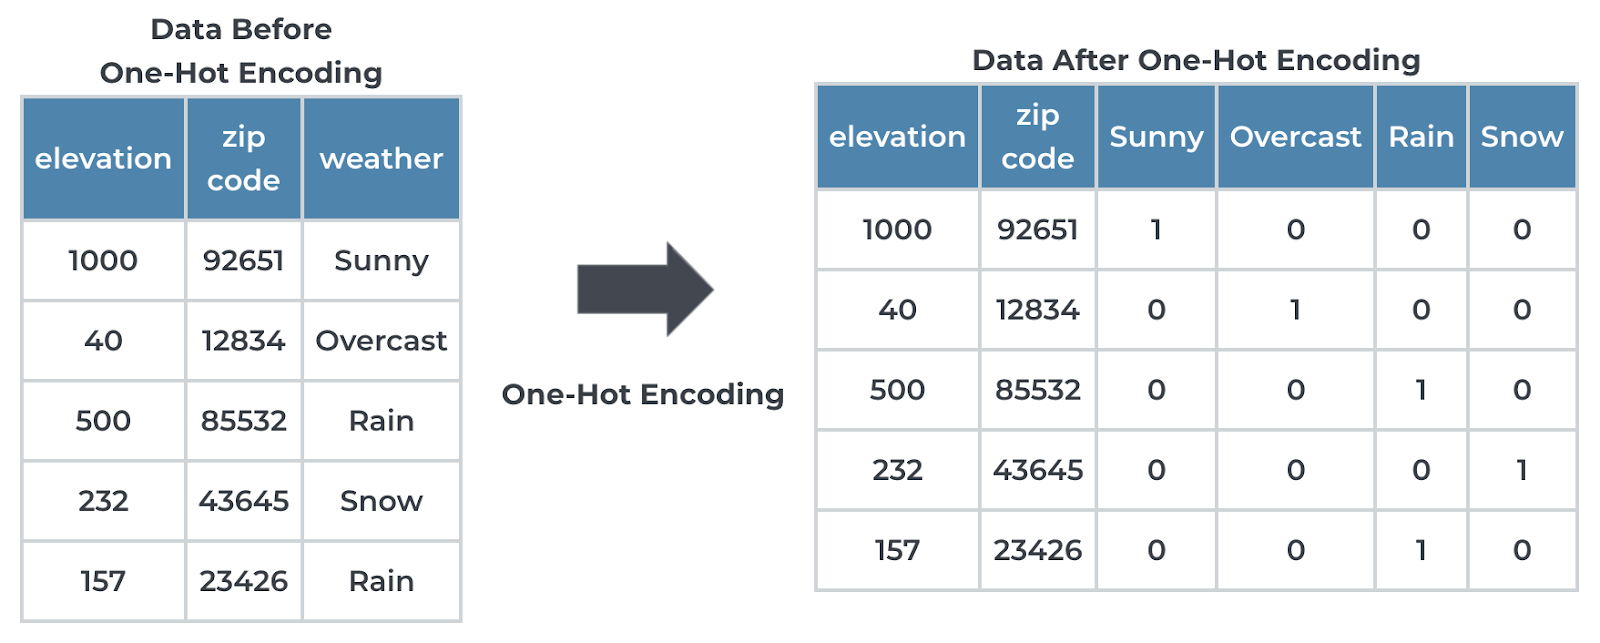 Data Before
One-Hot Encoding
elevation zip code weather
1000 92651 Sunny
40 12834 Overcast
500 85532 Rain
232 43645 Snow
157 23426 Rain
One-Hot Encoding
Data After One-Hot Encoding
elevation zip code Sunny Overcast Rain Snow
1000 92651 1 0 0 0
40 12834 0 1 0 0
500 85532 0 0 1 0
232 43645 0 0 0 1
157 23426 0 0 1 0